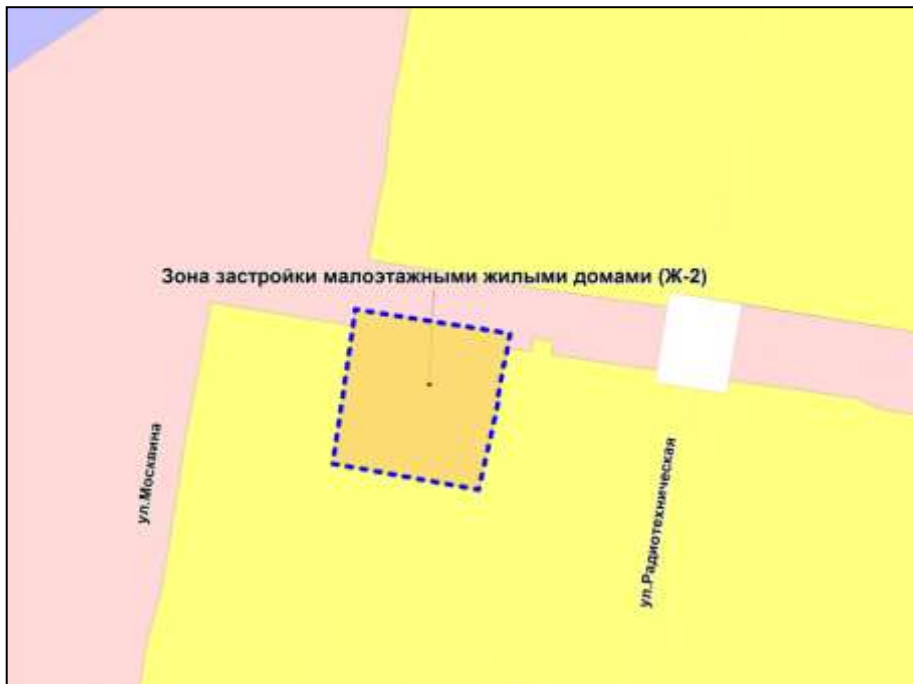 Зона застройки малоэтажными жилыми домами (Ж-2)
ул.Москвина
ул.Радиотехническая